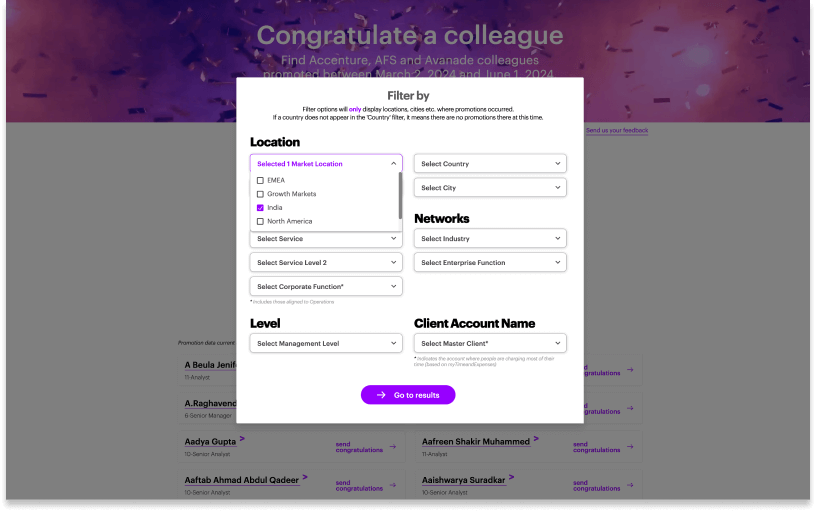 Congratulate a colleague
Find Accenture, AFS and Avanade colleagues
promoted between March 2, 2024 and June 1, 2024
Send us your feedback
Filter by
Filter options will only display locations, cities etc. where promotions occurred.
If a country does not appear in the 'Country' filter, it means there are no promotions there at this time.
Location
Selected 1 Market Location
EMEA
Growth Markets
India
North America
Select Country
Select City
Networks
Select Service
Select Industry
Select Service Level 2
Select Enterprise Function
Select Corporate Function*
* Includes these aligned to Operations
Level
Client Account Name
Select Management Level
Select Master Client*
* Indicates the account where people are charging most of their
time (based on myTimeandExpenses)
Go to results
Promotion data current
A Beula Jenif
11-Analyst
send
congratulations
A.Raghavend
6-Senior Manager
congratulations
Aadya Gupta >
10-Senior Analyst
send
congratulations
Aafreen Shakir Muhammed >
11-Analyst
send
congratulations
Aaftab Ahmad Abdul Qadeer >
10-Senior Analyst
send
congratulations
Aaishwarya Suradkar >
10-Senior Analyst
send
congratulations